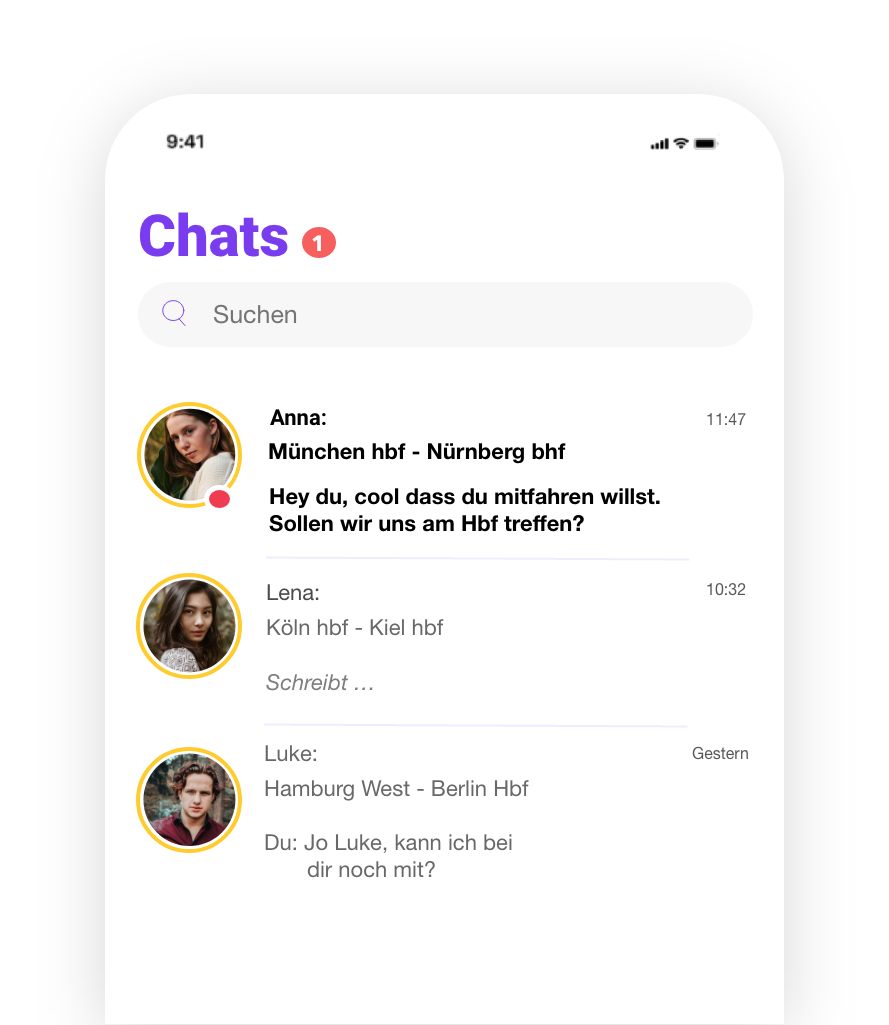 9:41
Chats 1
Suchen
Anna:
11:47
München hbf - Nürnberg bhf
Hey du, cool dass du mitfahren willst.
Sollen wir uns am Hbf treffen?
Lena:
10:32
Köln hbf - Kiel hbf
Schreibt ...
Luke:
Gestern
Hamburg West - Berlin Hbf
Du: Jo Luke, kann ich bei
dir noch mit?